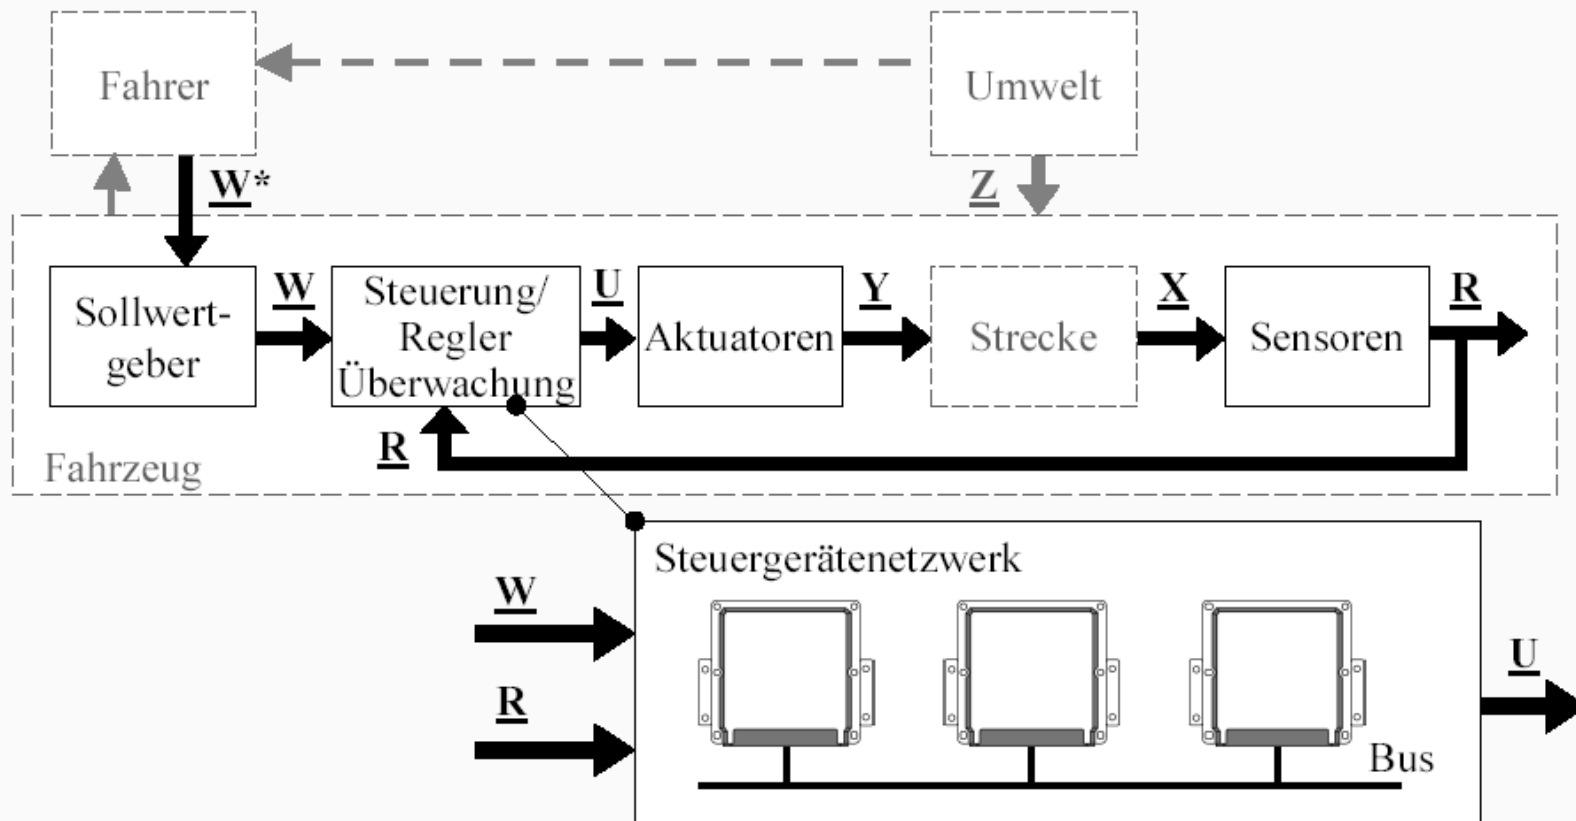 Fahrer
Umwelt
W*
Z
Sollwert-
geber
W
Steuerung/
Regler
Überwachung
U
Aktuatoren
Y
Strecke
X
Sensoren
R
R
Fahrzeug
Steuergerätenetzwerk
W
R
U
Bus